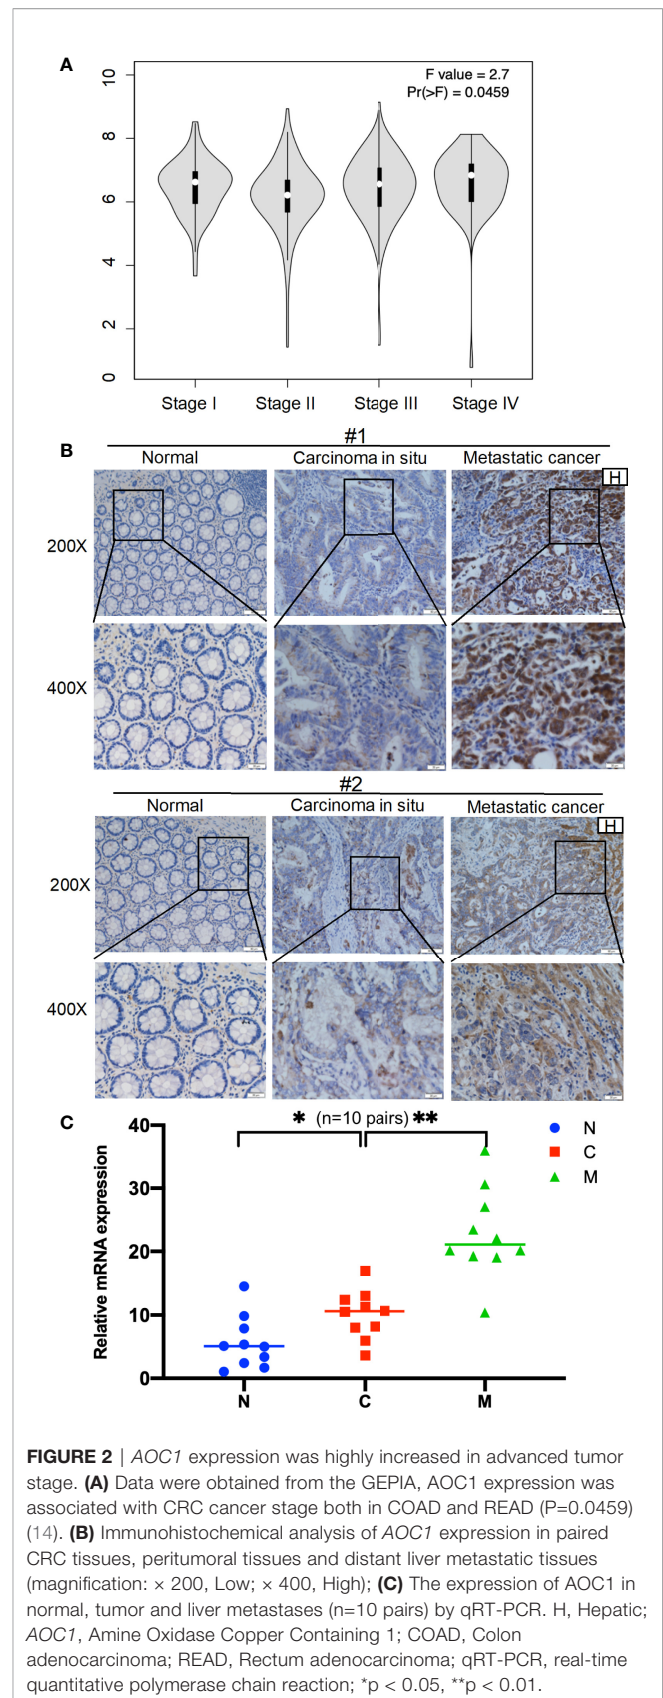 A
F value = 2.7
Pr(>F) = 0.0459
10
8
6
4
2
0
Stage I Stage II Stage III Stage IV
B
#1
Normal Carcinoma in situ Metastatic cancer
H
200X
400X
#2
Normal Carcinoma in situ Metastatic cancer
H
200X
400X
C
* (n=10 pairs) **
N
C
M
Relative mRNA expression
40
30
20
10
0
N C M
FIGURE 2 | AOC1 expression was highly increased in advanced tumor
stage. (A) Data were obtained from the GEPIA, AOC1 expression was
associated with CRC cancer stage both in COAD and READ (P=0.0459)
(14). (B) Immunohistochemical analysis of AOC1 expression in paired
CRC tissues, peritumoral tissues and distant liver metastatic tissues
(magnification: × 200, Low; × 400, High); (C) The expression of AOC1 in
normal, tumor and liver metastases (n=10 pairs) by qRT-PCR. H, Hepatic;
AOC1, Amine Oxidase Copper Containing 1; COAD, Colon
adenocarcinoma; READ, Rectum adenocarcinoma; qRT-PCR, real-time
quantitative polymerase chain reaction; *p < 0.05, **p < 0.01.